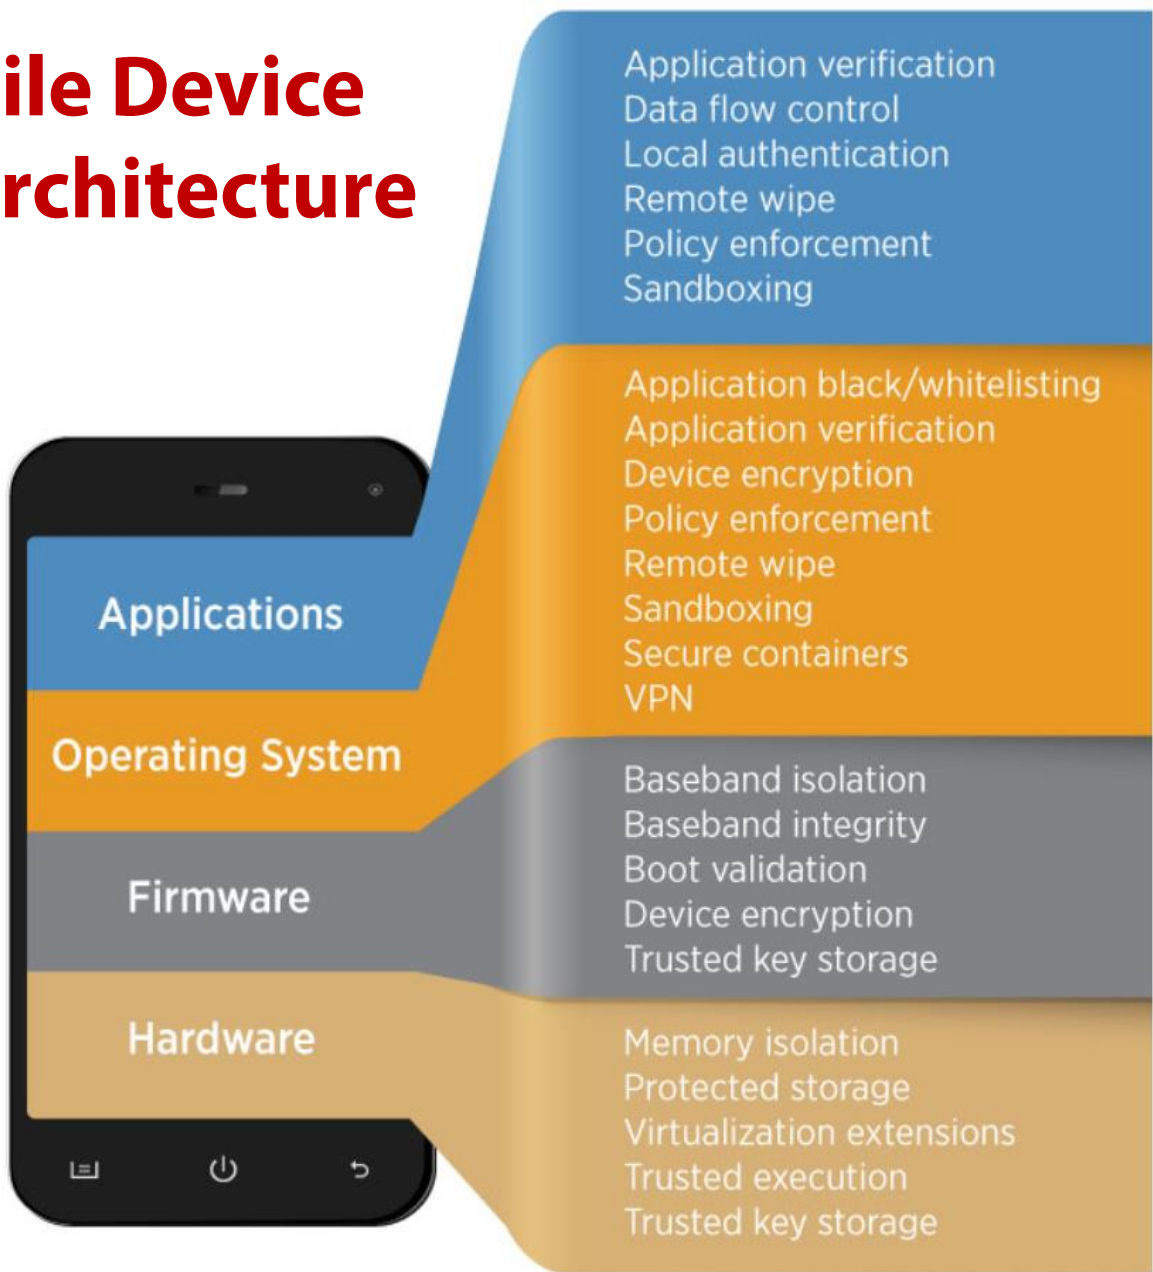 ile Device
rchitecture
Application verification
Data flow control
Local authentication
Remote wipe
Policy enforcement
Sandboxing
Application black/whitelisting
Application verification
Device encryption
Policy enforcement
Remote wipe
Sandboxing
Secure containers
VPN
Baseband isolation
Baseband integrity
Boot validation
Device encryption
Trusted key storage
Memory isolation
Protected storage
Virtualization extensions
Trusted execution
Trusted key storage
Applications
Operating System
Firmware
Hardware